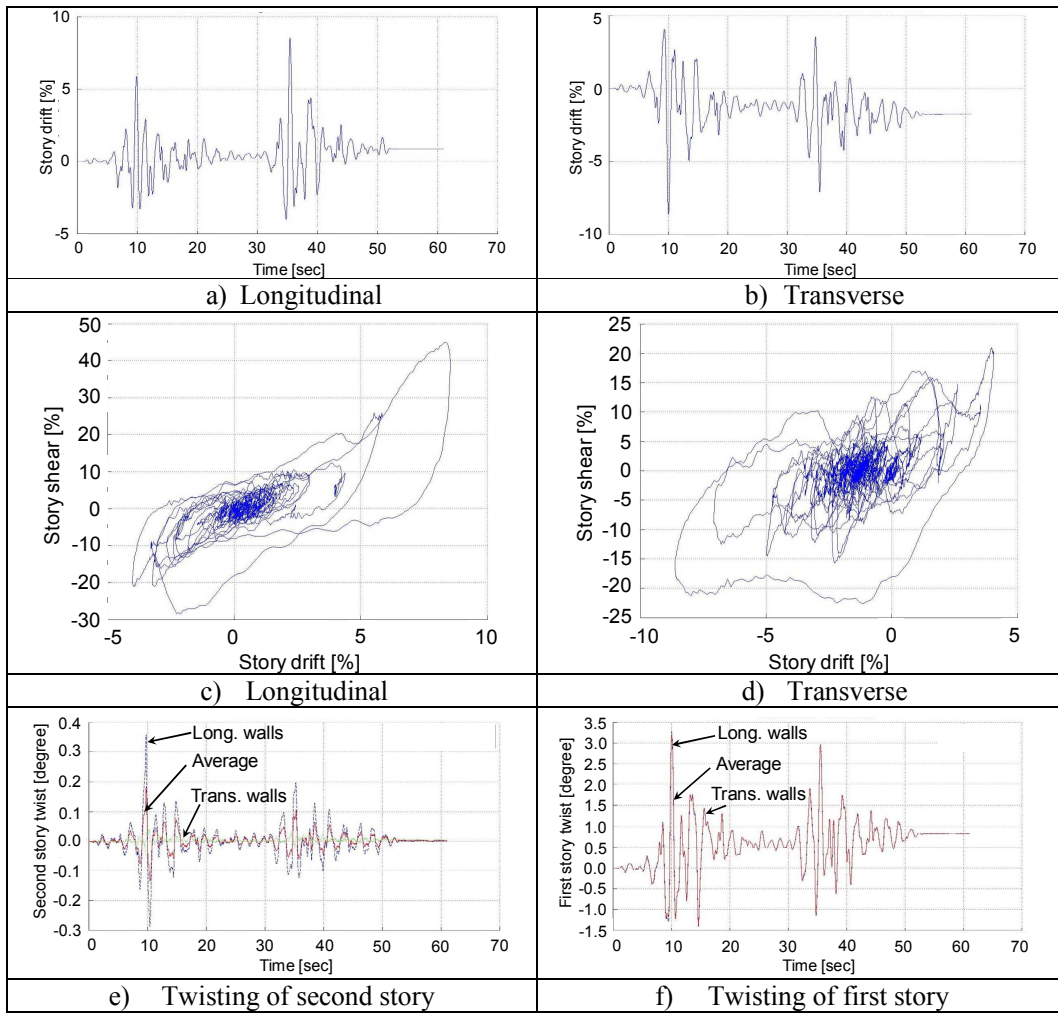 10
5
0
-5
Story drift [%]
0 10 20 30 40 50 60 70
Time [sec]
a) Longitudinal
5
0
-5
-10
Story drift [%]
0 10 20 30 40 50 60 70
Time [sec]
b) Transverse
50
40
30
20
10
0
-10
-20
-30
Story shear [%]
-5 0 5 10
Story drift [%]
c) Longitudinal
25
20
15
10
5
0
-5
-10
-15
-20
-25
Story shear [%]
-10 -5 0 5
Story drift [%]
d) Transverse
0.4
0.3
0.2
0.1
0.0
-0.1
-0.2
-0.3
Second story twist [degree]
Long. walls
Average
Trans. walls
0 10 20 30 40 50 60 70
Time [sec]
e) Twisting of second story
3.5
3.0
2.5
2.0
1.5
1.0
0.5
0.0
-0.5
-1.0
-1.5
First story twist [degree]
Long. walls
Average
Trans. walls
0 10 20 30 40 50 60 70
Time [sec]
f) Twisting of first story